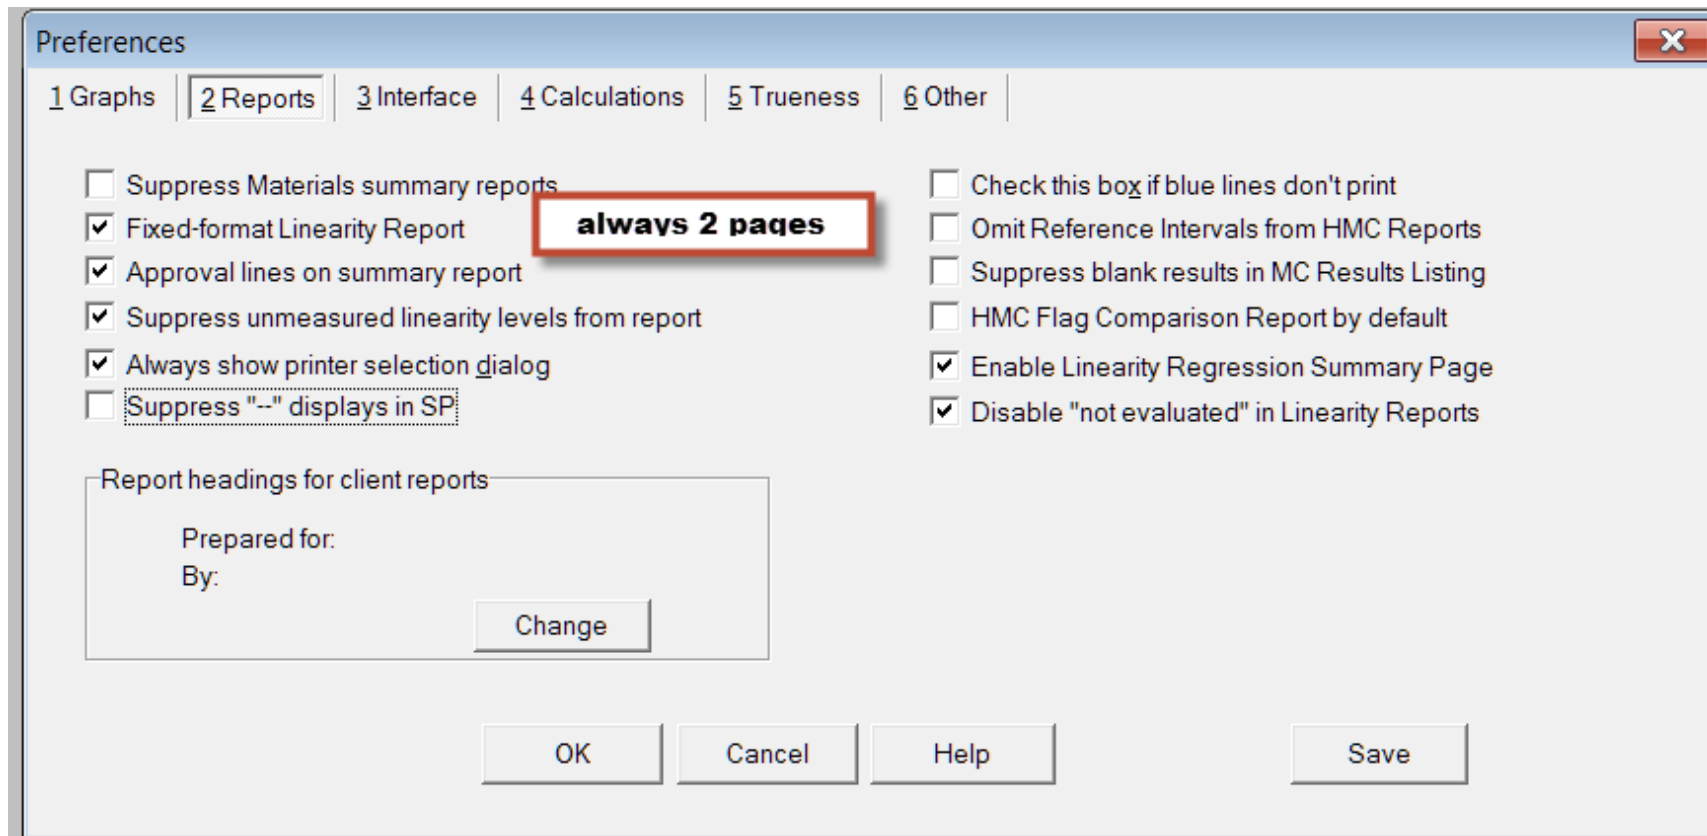 Preferences
1 Graphs 2 Reports 3 Interface 4 Calculations 5 Trueness 6 Other
Suppress Materials summary reports
always 2 pages
Fixed-format Linearity Report
Approval lines on summary report
Suppress unmeasured linearity levels from report
Always show printer selection dialog
Suppress "--" displays in SP
Check this box if blue lines don't print
Omit Reference Intervals from HMC Reports
Suppress blank results in MC Results Listing
HMC Flag Comparison Report by default
Enable Linearity Regression Summary Page
Disable "not evaluated" in Linearity Reports
Report headings for client reports
Prepared for:
By:
Change
OK Cancel Help Save